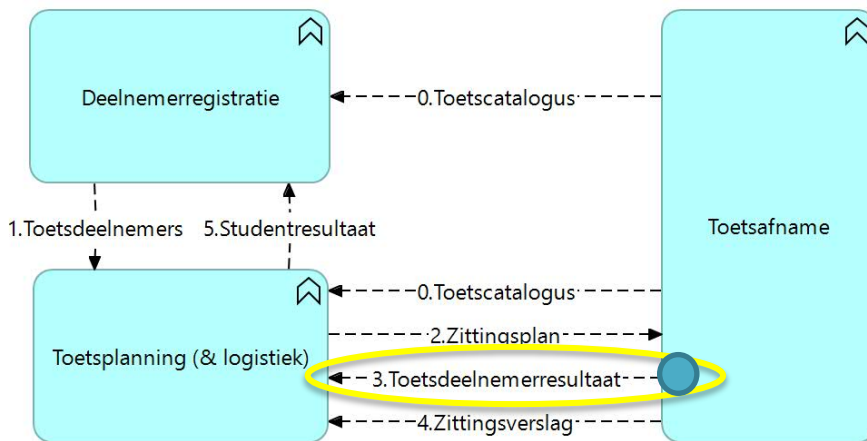 Deelnemerregistratie
0.Toetscatalogus
1.Toetsdeelnemers
5.Studentresultaat
Toetsafname
0.Toetscatalogus
2.Zittingsplan
Toetsplanning (& logistiek)
3.Toetsdeelnemerresultaat
4.Zittingsverslag